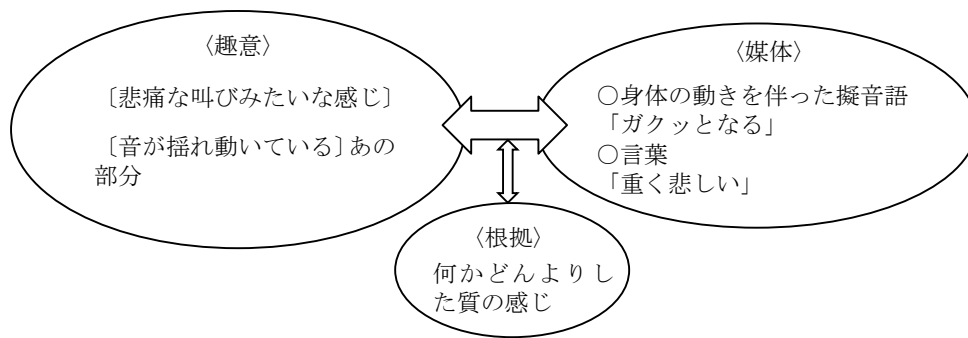 〈趣意〉
〔悲痛な叫びみたいな感じ〕
〔音が揺れ動いている〕あの
部分
〈媒体〉
○身体の動きを伴った擬音語
「ガクッとなる」
○言葉
「重く悲しい」
〈根拠〉
何かどんよりし
た質の感じ